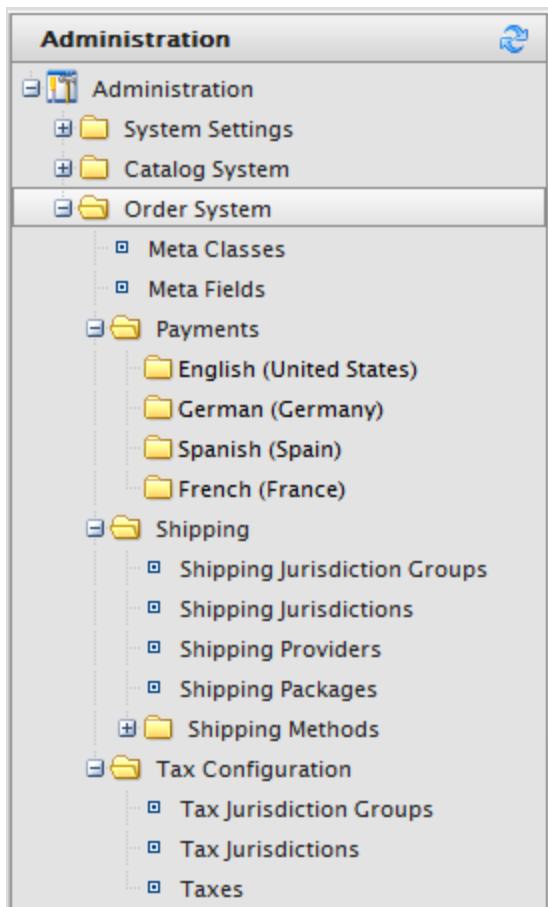 Administration
Administration
System Settings
Catalog System
Order System
Meta Classes
Meta Fields
Payments
English (United States)
German (Germany)
Spanish (Spain)
French (France)
Shipping
Shipping Jurisdiction Groups
Shipping Jurisdictions
Shipping Providers
Shipping Packages
Shipping Methods
Tax Configuration
Tax Jurisdiction Groups
Tax Jurisdictions
Taxes